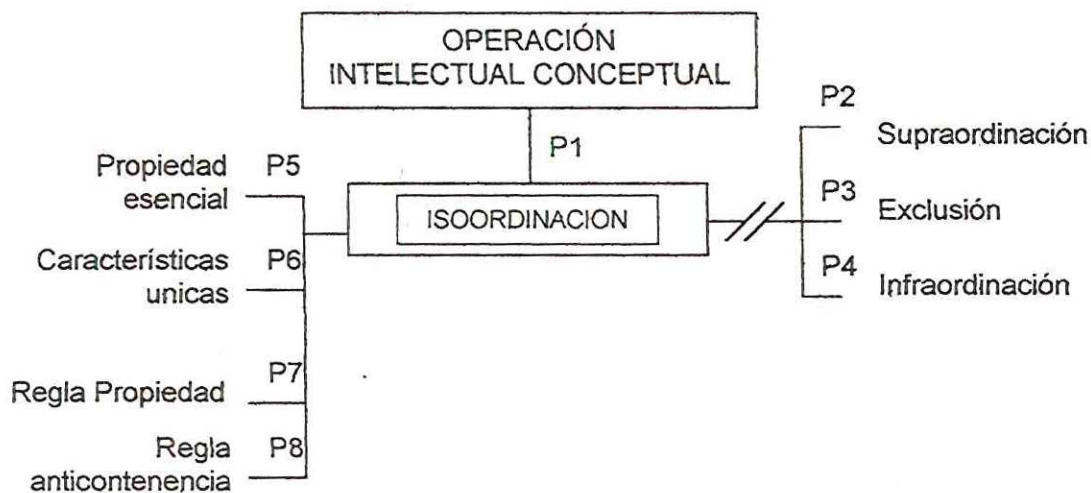 OPERACIÓN
INTELECTUAL CONCEPTUAL
P1
P2
Supraordinación
P3
Exclusión
P4
Infraordinación
ISOORDINACION
P5
Propiedad
esencial
P6
Características
unicas
P7
Regla Propiedad
P8
Regla
anticontenencia